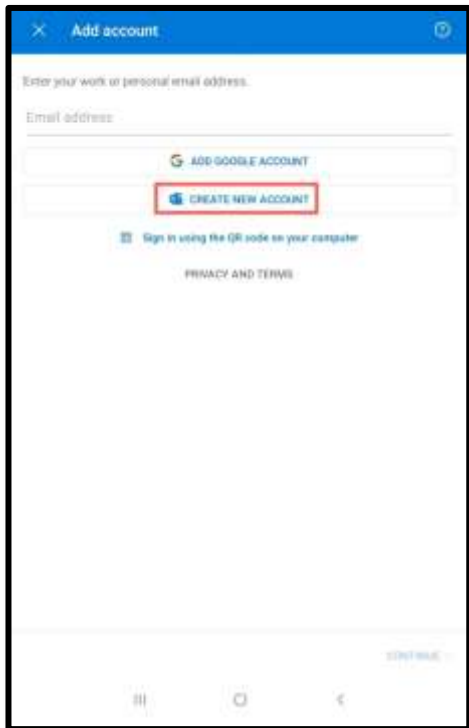 Add account
Enter your work or personal email address.
Email address
ADD GOOGLE ACCOUNT
CREATE NEW ACCOUNT
Sign in using the QR code on your computer
PRIVACY AND TERMS
CONTINUE